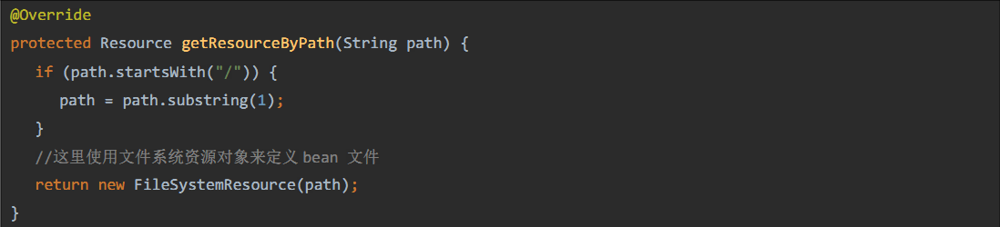 @Override
protected Resource getResourceByPath(String path) {
if (path.startsWith("/")) {
path = path.substring(1);
}
//这里使用文件系统资源对象来定义 bean 文件
return new FileSystemResource(path);
}